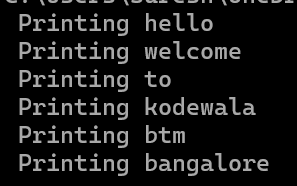 Printing hello
Printing welcome
Printing to
Printing kodewala
Printing btm
Printing bangalore